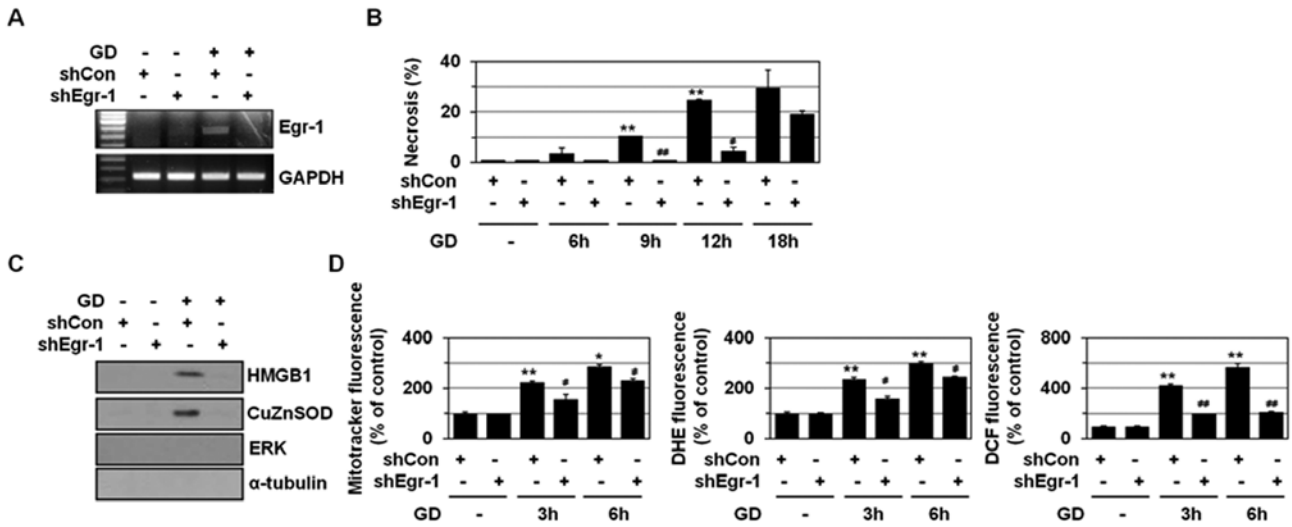 A
GD - - + +
shCon + - + -
shEgr-1 - + - +
Egr-1
GAPDH
B
Necrosis (%)
40
20
0
** ## ** #
shCon + - + - + - + - + -
shEgr-1 - + - + - + - + - +
GD - 6h 9h 12h 18h
C
GD - - + +
shCon + - + -
shEgr-1 - + - +
HMGB1
CuZnSOD
ERK
α-tubulin
D
Mitotracker fluorescence
(% of control)
400
200
0
** # * #
shCon + - + - + -
shEgr-1 - + - + - +
GD - 3h 6h
DHE fluorescence
(% of control)
400
200
0
** # ** #
shCon + - + - + -
shEgr-1 - + - + - +
GD - 3h 6h
DCF fluorescence
(% of control)
800
400
0
** ## ** ##
shCon + - + - + -
shEgr-1 - + - + - +
GD - 3h 6h